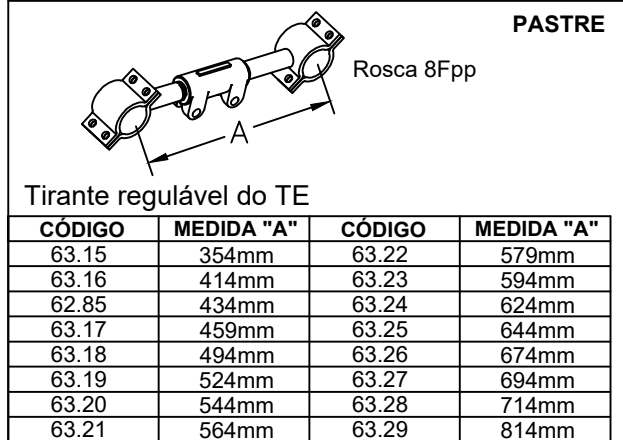 PASTRE
Rosca 8Fpp
A
Tirante regulável do TE
CÓDIGO MEDIDA "A" CÓDIGO MEDIDA "A"
63.15 354mm 63.22 579mm
63.16 414mm 63.23 594mm
62.85 434mm 63.24 624mm
63.17 459mm 63.25 644mm
63.18 494mm 63.26 674mm
63.19 524mm 63.27 694mm
63.20 544mm 63.28 714mm
63.21 564mm 63.29 814mm